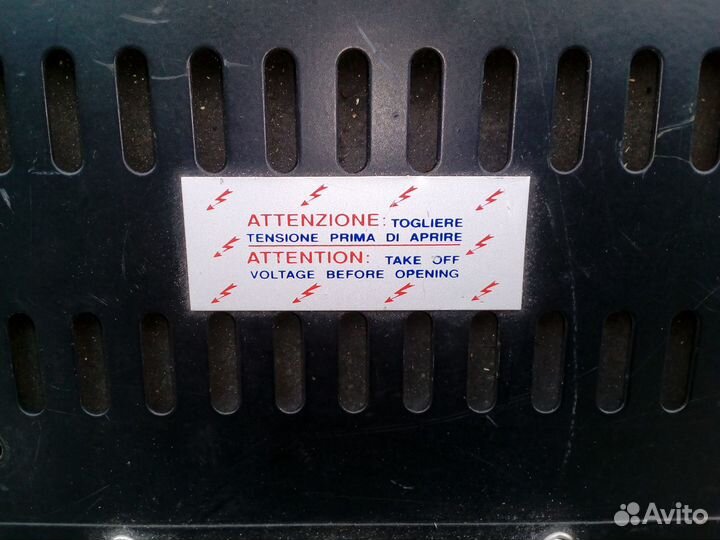 ATTENZIONE: TOGLIERE
TENSIONE PRIMA DI APRIRE
ATTENTION: TAKE OFF
VOLTAGE BEFORE OPENING
Avito